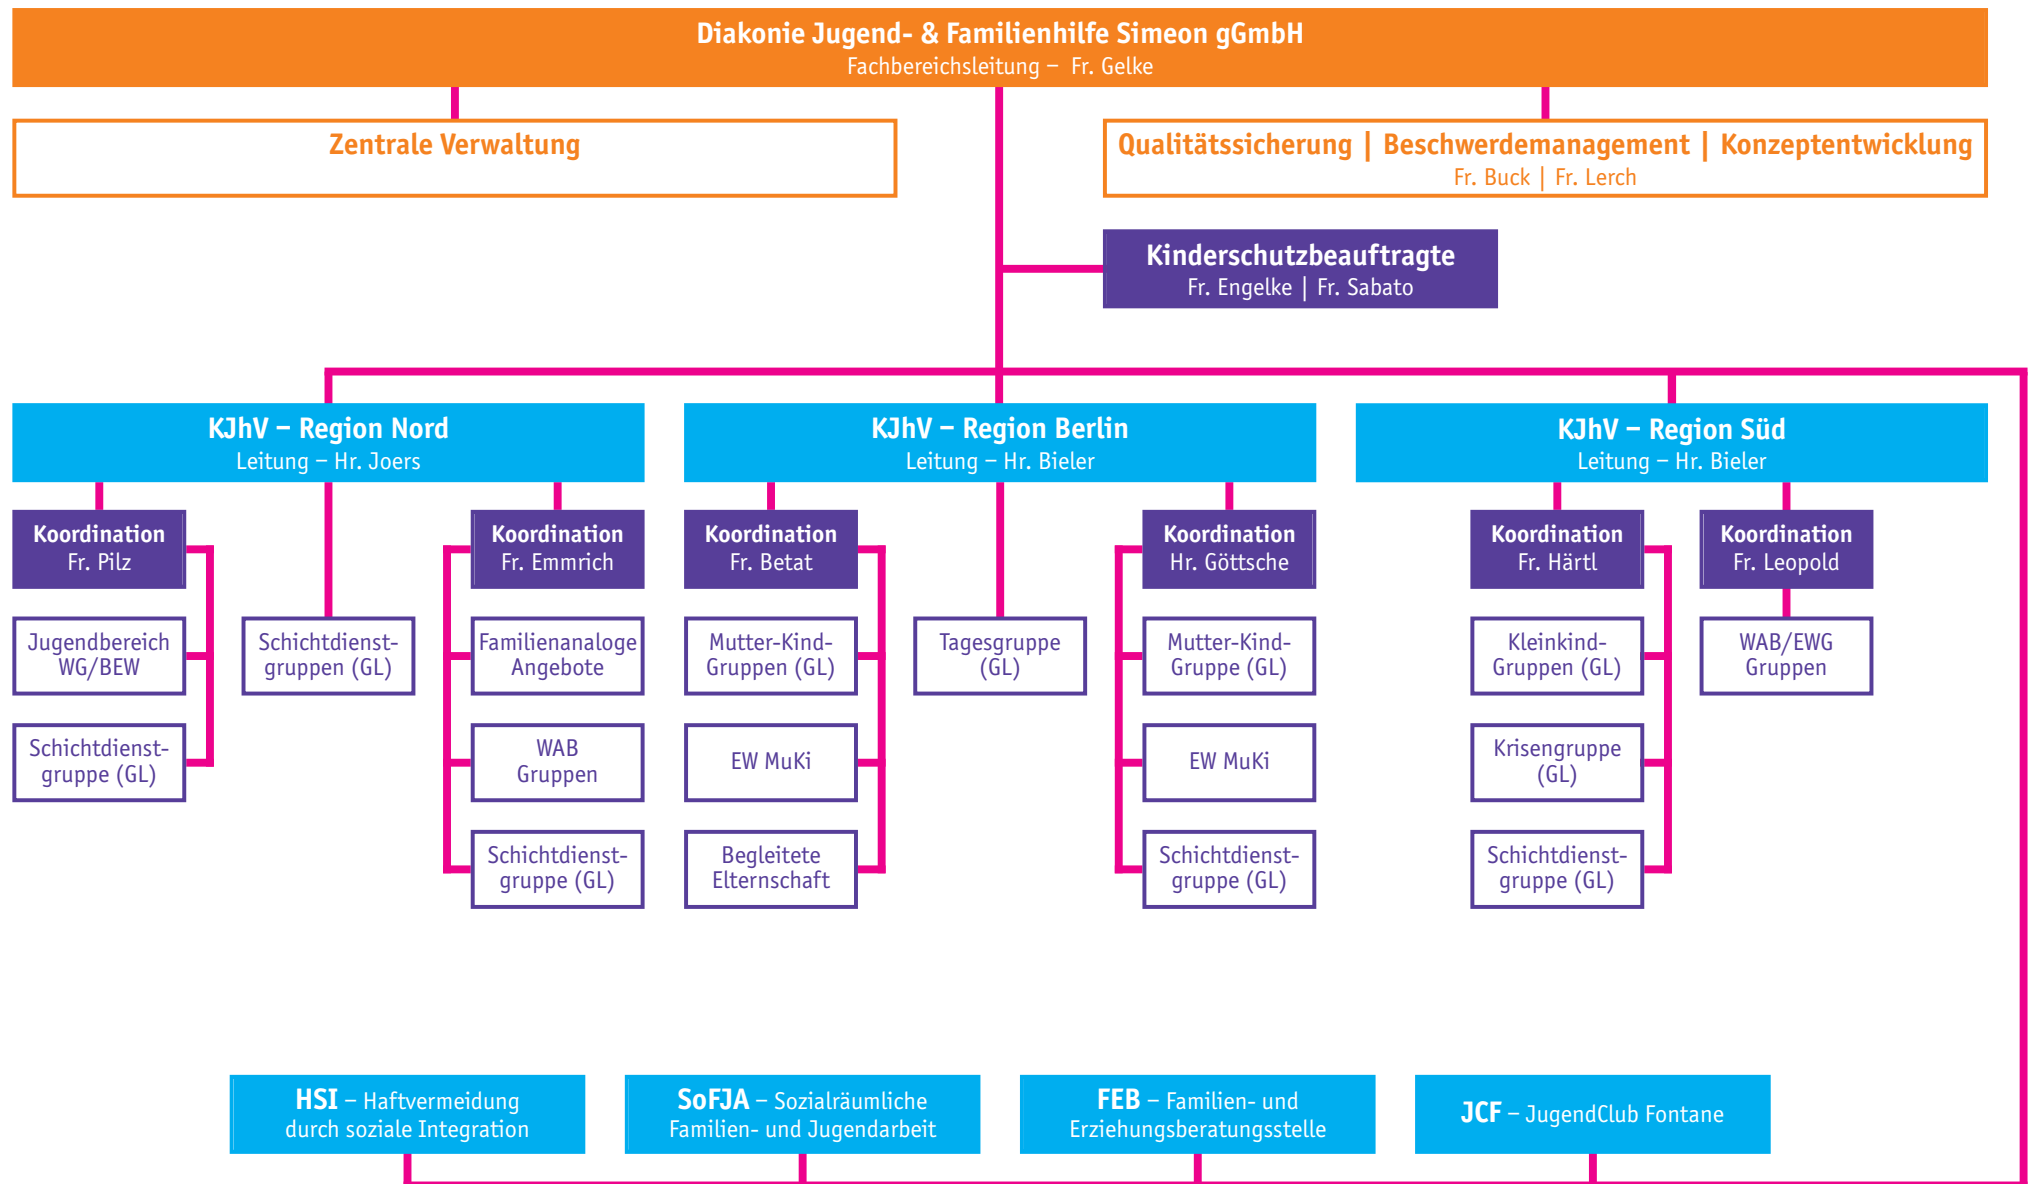 Diakonie Jugend- & Familienhilfe Simeon gGmbH
Fachbereichsleitung – Fr. Gelke
Zentrale Verwaltung
Qualitätssicherung | Beschwerdemanagement | Konzeptentwicklung
Fr. Buck | Fr. Lerch
Kinderschutzbeauftragte
Fr. Engelke | Fr. Sabato
KJhV – Region Nord
Leitung – Hr. Joers
Koordination
Fr. Pilz
Jugendbereich
WG/BEW
Schichtdienst-
gruppe (GL)
Schichtdienst-
gruppen (GL)
Koordination
Fr. Emmrich
Familienanaloge
Angebote
WAB
Gruppen
Schichtdienst-
gruppe (GL)
KJhV – Region Berlin
Leitung – Hr. Bieler
Koordination
Fr. Betat
Mutter-Kind-
Gruppen (GL)
EW MuKi
Begleitete
Elternschaft
Tagesgruppe
(GL)
Koordination
Hr. Göttsche
Mutter-Kind-
Gruppe (GL)
EW MuKi
Schichtdienst-
gruppe (GL)
KJhV – Region Süd
Leitung – Hr. Bieler
Koordination
Fr. Härtl
Kleinkind-
Gruppen (GL)
Krisengruppe
(GL)
Schichtdienst-
gruppe (GL)
Koordination
Fr. Leopold
WAB/EWG
Gruppen
HSI – Haftvermeidung
durch soziale Integration
SoFJA – Sozialräumliche
Familien- und Jugendarbeit
FEB – Familien- und
Erziehungsberatungsstelle
JCF – JugendClub Fontane